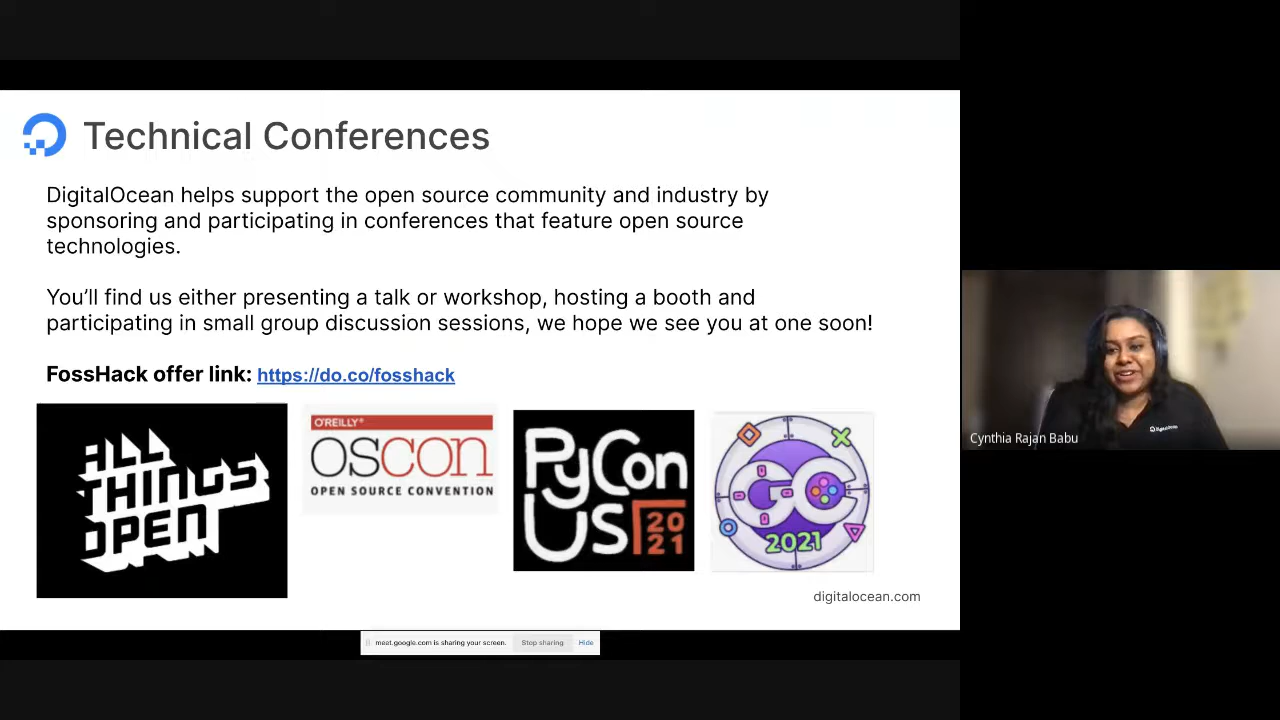 Technical Conferences
DigitalOcean helps support the open source community and industry by
sponsoring and participating in conferences that feature open source
technologies.
You'll find us either presenting a talk or workshop, hosting a booth and
participating in small group discussion sessions, we hope we see you at one soon!
FossHack offer link: https://do.co/fosshack
ALL
THINGS
OPEN
O'REILLY®
OSCON
OPEN SOURCE CONVENTION
PyCon
US 20
21
GC
2021
digitalocean.com
DigitalOcean
Cynthia Rajan Babu
meet.google.com is sharing your screen. Stop sharing Hide